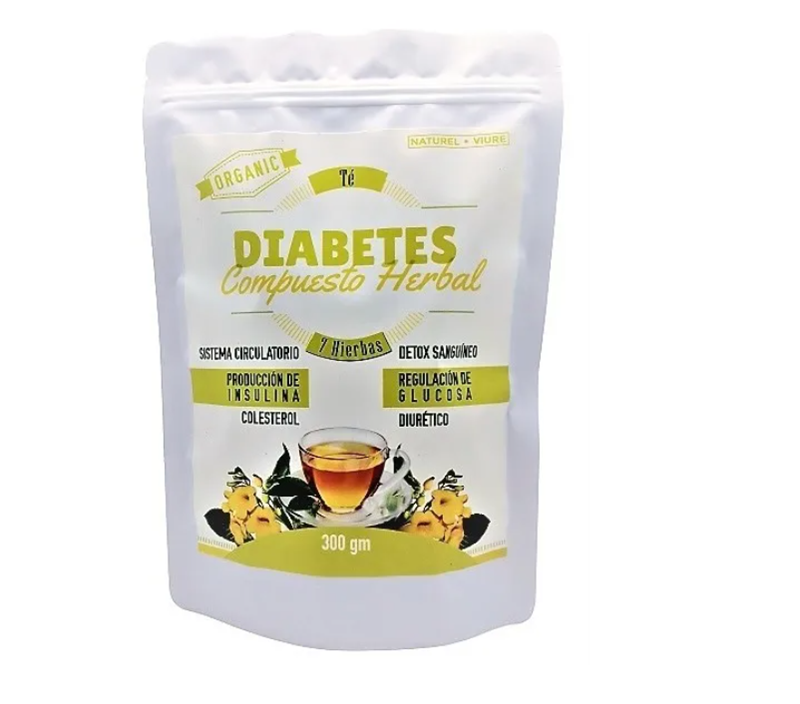 NATUREL • VIURE
ORGANIC
Té
DIABETES
Compuesto Herbal
7 Hierbas
SISTEMA CIRCULATORIO
PRODUCCIÓN DE
INSULINA
COLESTEROL
DETOX SANGUÍNEO
REGULACIÓN DE
GLUCOSA
DIURÉTICO
300 gm